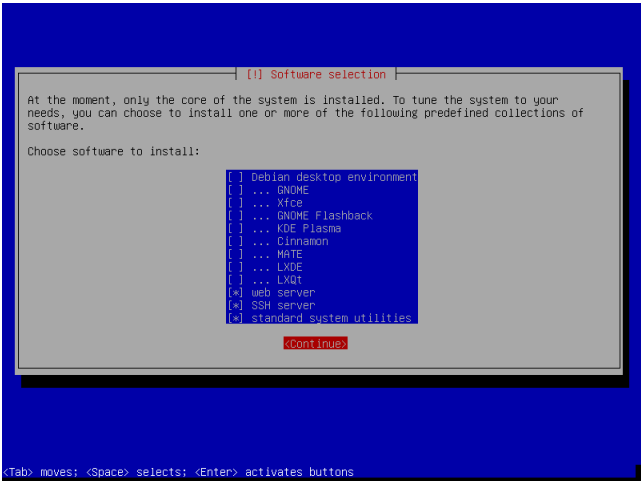 [!] Software selection
At the moment, only the core of the system is installed. To tune the system to your
needs, you can choose to install one or more of the following predefined collections of
software.
Choose software to install:
[ ] Debian desktop environment
[ ] ... GNOME
[ ] ... Xfce
[ ] ... GNOME Flashback
[ ] ... KDE Plasma
[ ] ... Cinnamon
[ ] ... MATE
[ ] ... LXDE
[ ] ... LXQt
[*] web server
[*] SSH server
[*] standard system utilities
<Continue>
<Tab> moves; <Space> selects; <Enter> activates buttons